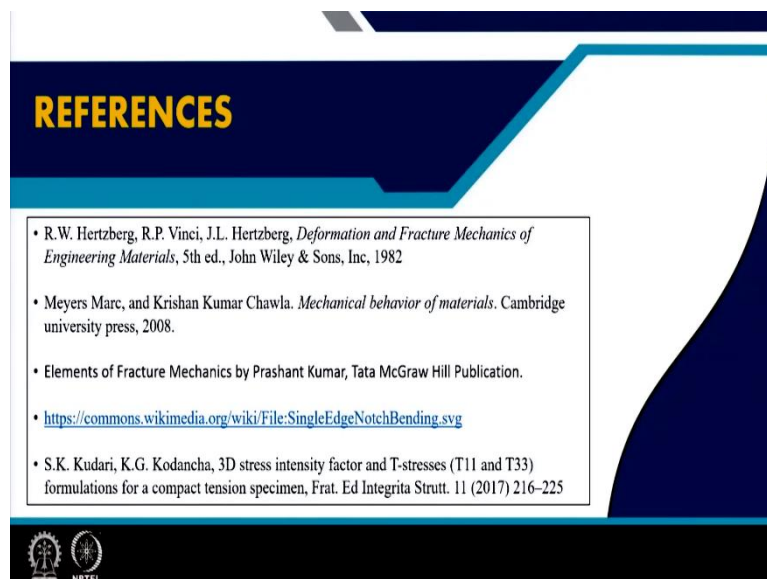 REFERENCES
• R.W. Hertzberg, R.P. Vinci, J.L. Hertzberg, Deformation and Fracture Mechanics of
Engineering Materials, 5th ed., John Wiley & Sons, Inc, 1982
• Meyers Marc, and Krishan Kumar Chawla. Mechanical behavior of materials. Cambridge
university press, 2008.
• Elements of Fracture Mechanics by Prashant Kumar, Tata McGraw Hill Publication.
• https://commons.wikimedia.org/wiki/File:SingleEdgeNotchBending.svg
• S.K. Kudari, K.G. Kodancha, 3D stress intensity factor and T-stresses (T11 and T33)
formulations for a compact tension specimen, Frat. Ed Integrita Strutt. 11 (2017) 216–225
NPTEL